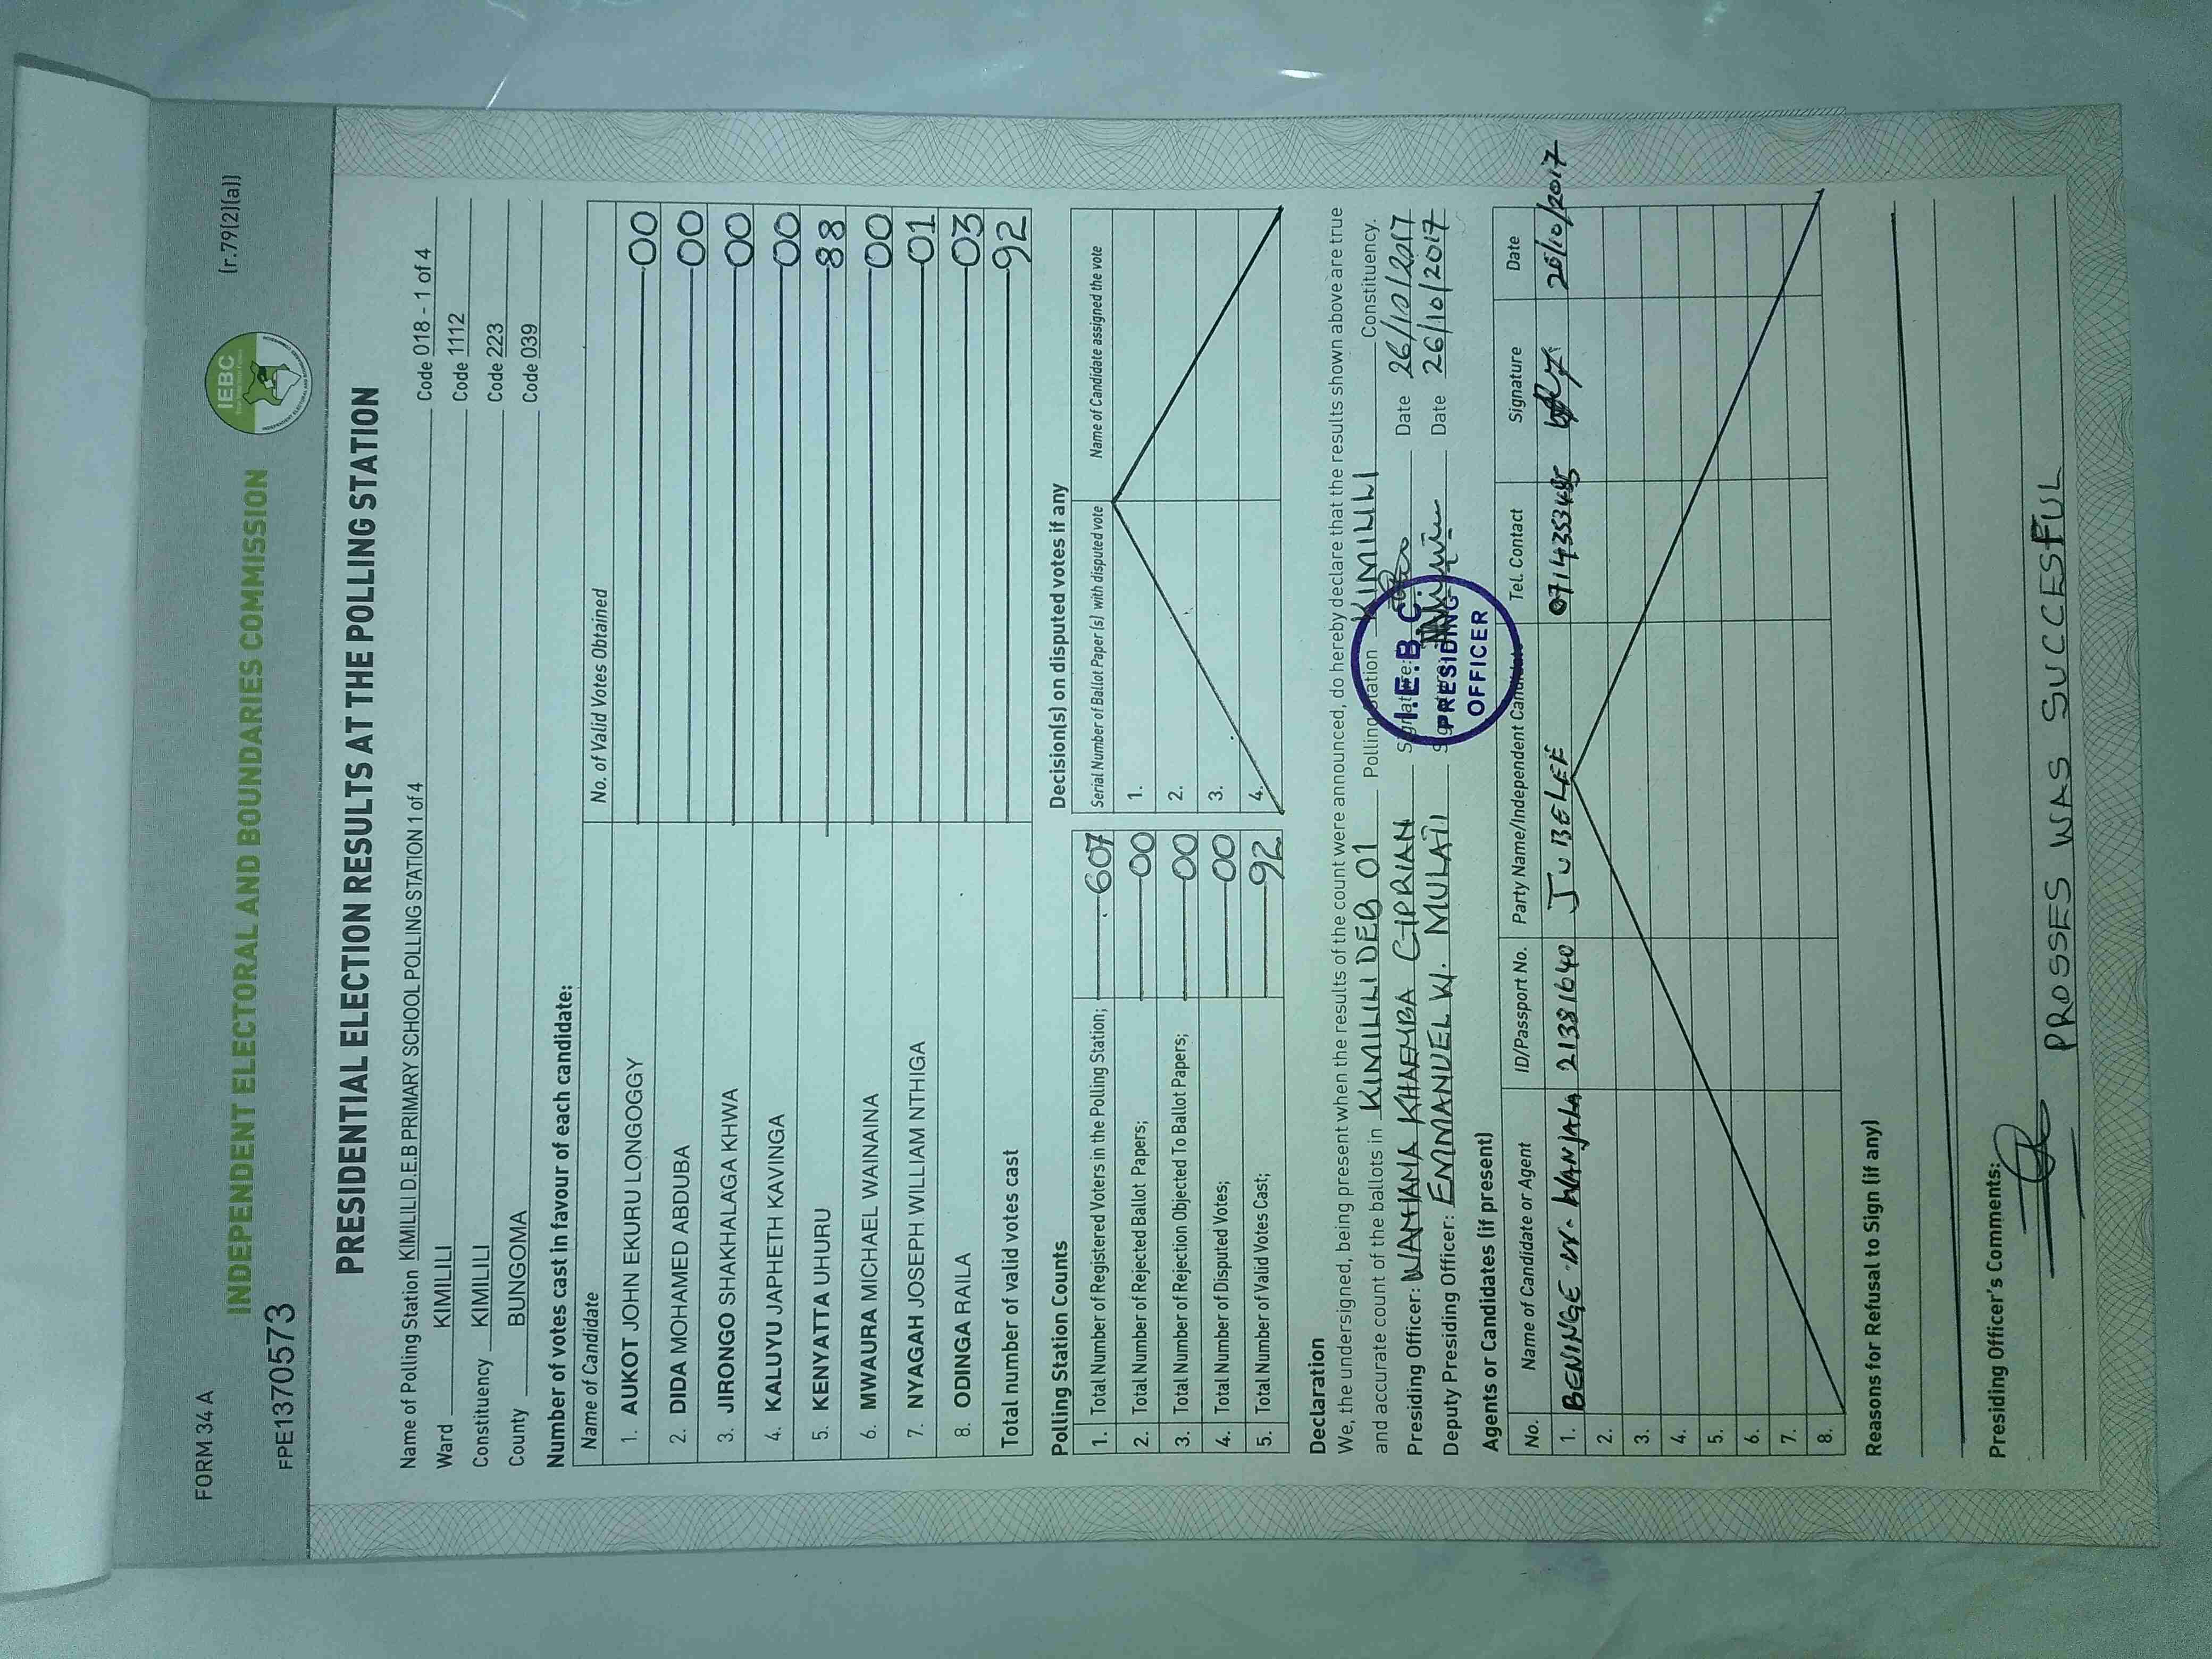 FORM 34 A
(r.79(2)(a))
INDEPENDENT ELECTORAL AND BOUNDARIES COMMISSION
IEBC
FPE1370573
PRESIDENTIAL ELECTION RESULTS AT THE POLLING STATION
Name of Polling Station KIMILILI D.E.B PRIMARY SCHOOL POLLING STATION 1 of 4 Code 018 - 1 of 4
Ward KIMILILI Code 1112
Constituency KIMILILI Code 223
County BUNGOMA Code 039
Number of votes cast in favour of each candidate:
Name of Candidate No. of Valid Votes Obtained
1. AUKOT JOHN EKURU LONGOGGY 00
2. DIDA MOHAMED ABDUBA 00
3. JIRONGO SHAKHALAGA KHWA 00
4. KALUYU JAPHETH KAVINGA 00
5. KENYATTA UHURU 88
6. MWAURA MICHAEL WAINAINA 00
7. NYAGAH JOSEPH WILLIAM NTHIGA 01
8. ODINGA RAILA 03
Total number of valid votes cast 92
Polling Station Counts
1. Total Number of Registered Voters in the Polling Station; 607
2. Total Number of Rejected Ballot Papers; 00
3. Total Number of Rejection Objected To Ballot Papers; 00
4. Total Number of Disputed Votes; 00
5. Total Number of Valid Votes Cast; 92
Decision(s) on disputed votes if any
Serial Number of Ballot Paper (s) with disputed vote Name of Candidate assigned the vote
1.
2.
3.
4.
Declaration
We, the undersigned, being present when the results of the count were announced, do hereby declare that the results shown above are true
and accurate count of the ballots in KIMILILI DEB 01 Polling Station KIMILILI Constituency.
Presiding Officer: WANAMA KHAEMBA CIPRIAN Signature: Date 26/10/2017
Deputy Presiding Officer: EMMANUEL W. MULATI Date 26/10/2017
I.E.B.C.
PRESIDING
OFFICER
Agents or Candidates (if present)
No. Name of Candidate or Agent ID/Passport No. Party Name/Independent Candidate Tel. Contact Signature Date
1. BENINGE W. WANJALA 21381640 JUBELEE 0714353485 26/10/2017
2.
3.
4.
5.
6.
7.
8.
Reasons for Refusal to Sign (if any)
Presiding Officer's Comments:
PROSSES WAS SUCCESFUL